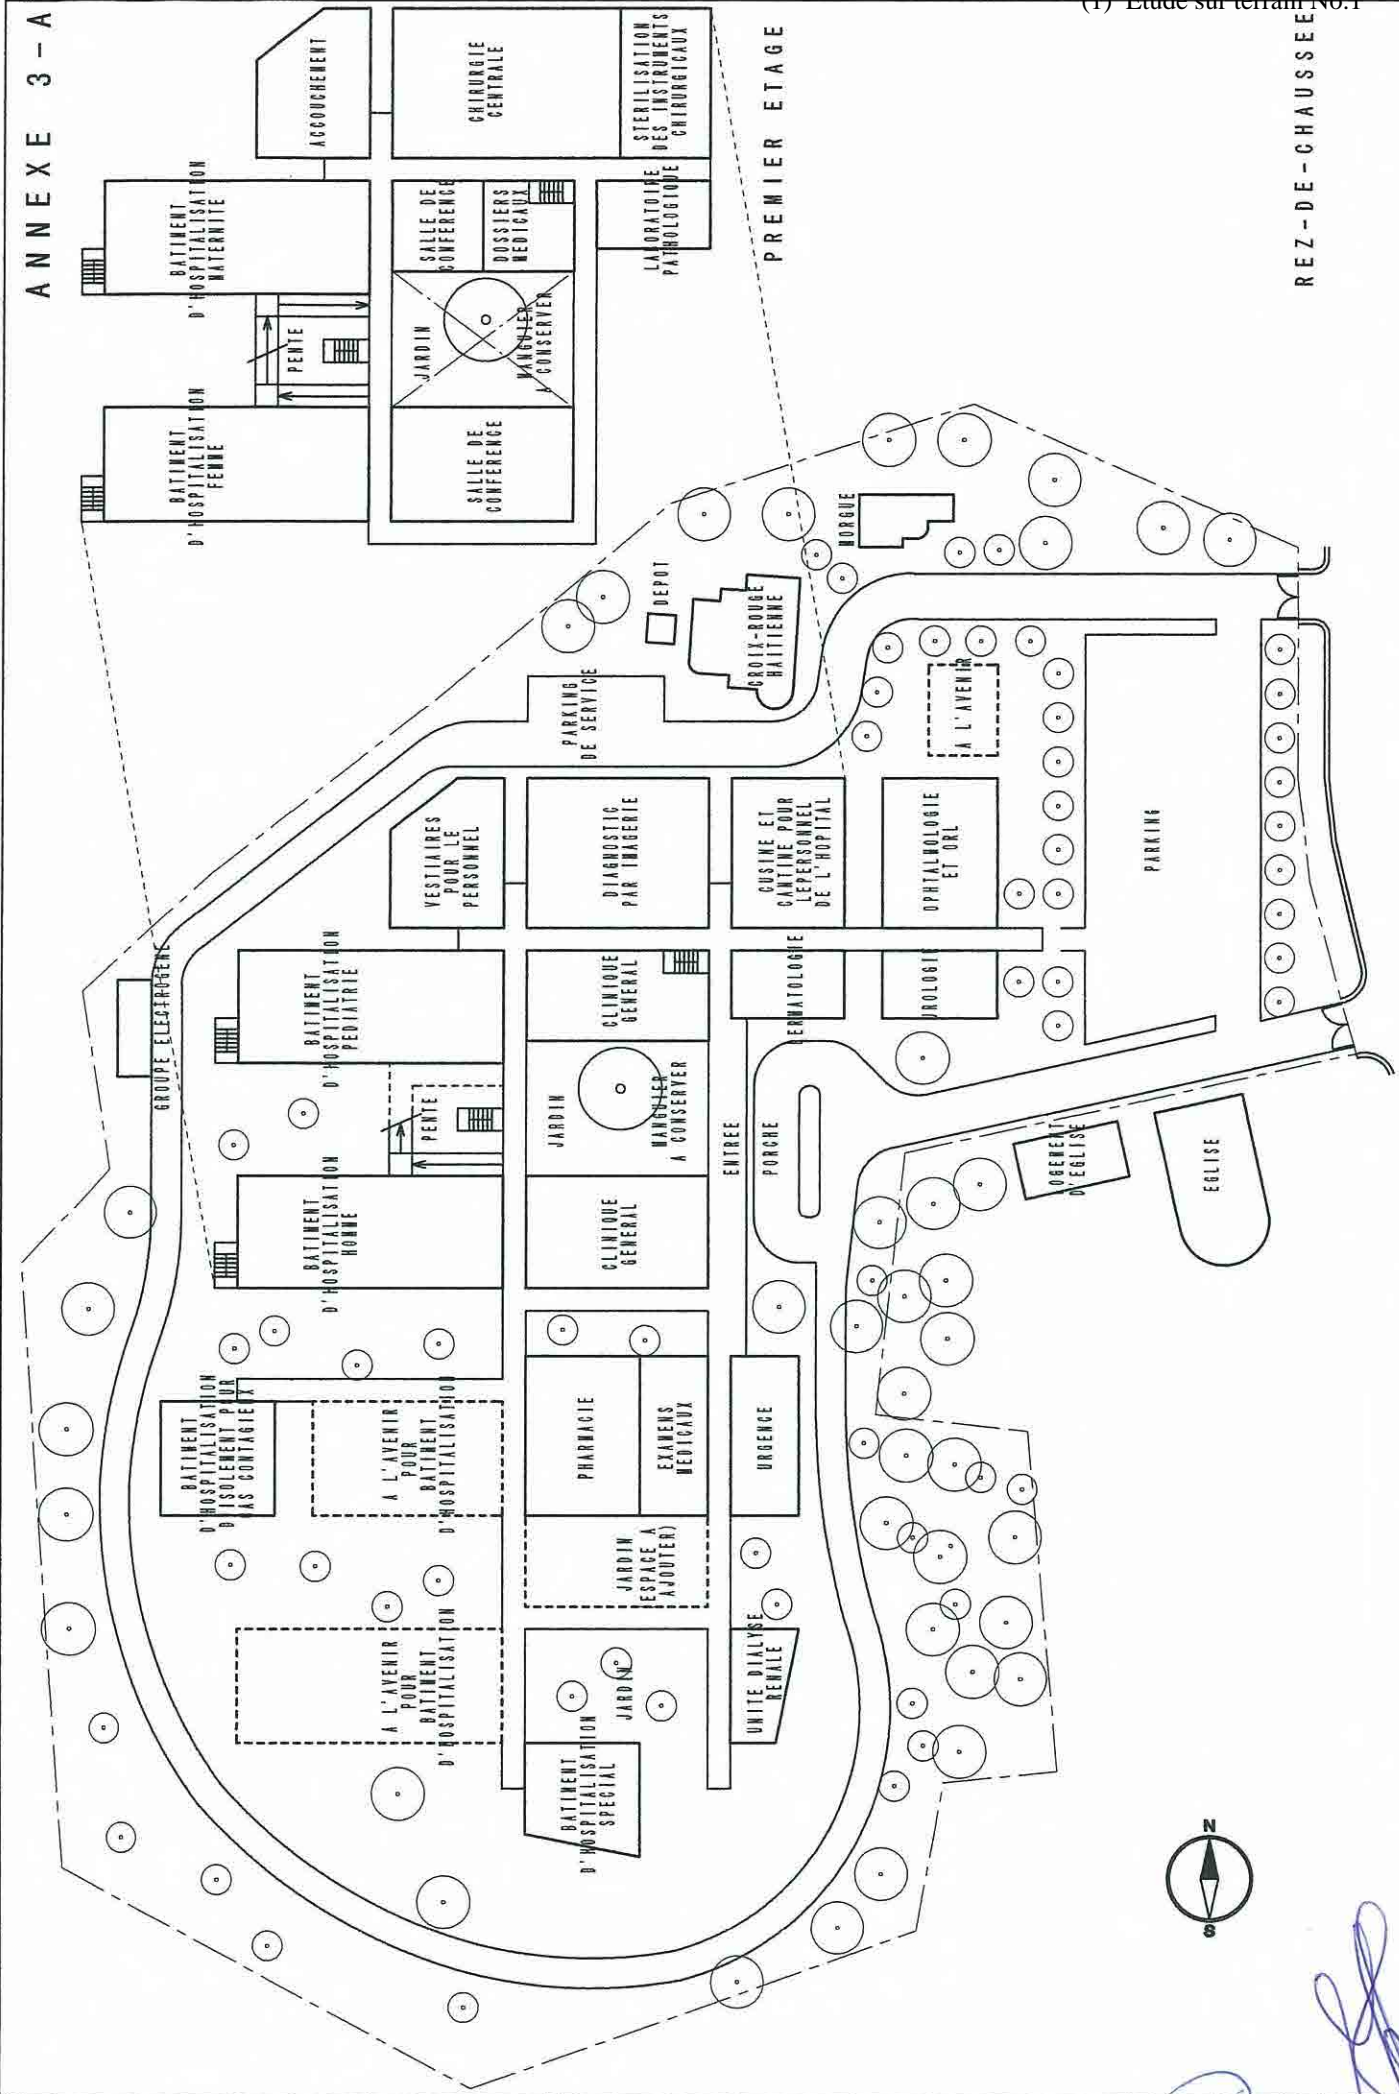 (1) Etude sur terrain No.1
ANNEXE 3-A
ACCOUCHEMENT
CHIRUGIE
CENTRALE
STERILISATION
DES INSTRUMENTS
CHIRURGICAUX
BATIMENT
D'HOSPITALISATION
MATERNITE
SALLE DE
CONFERENCE
DOSSIERS
MEDICAUX
LABORATOIRE
PATHOLOGIQUE
PENTE
JARDIN
MANGUIER
A CONSERVER
BATIMENT
D'HOSPITALISATION
FEMME
SALLE DE
CONFERENCE
PREMIER ETAGE
REZ-DE-CHAUSSEE
MORGUE
DEPOT
CROIX-ROUGE
HAITIENNE
PARKING
DE SERVICE
A L'AVENIR
VESTIAIRES
POUR LE
PERSONNEL
DIAGNOSTIC
PAR IMAGERIE
CUSINE ET
CANTINE POUR
LEPERSONNEL
DE L'HOPITAL
OPHTALMOLOGIE
ET ORL
PARKING
GROUPE ELECTROGENE
BATIMENT
D'HOSPITALISATION
PEDIATRIE
CLINIQUE
GENERAL
DERMATOLOGIE
UROLOGIE
PENTE
JARDIN
MANGUIER
A CONSERVER
ENTREE
PORCHE
LOGEMENT
D'EGLISE
EGLISE
BATIMENT
D'HOSPITALISATION
HOMME
CLINIQUE
GENERAL
BATIMENT
D'HOSPITALISATION
D'ISOLEMENT POUR
CAS CONTAGIEUX
A L'AVENIR
POUR
BATIMENT
D'HOSPITALISATION
PHARMACIE
EXAMENS
MEDICAUX
URGENCE
JARDIN
(ESPACE A
AJOUTER)
A L'AVENIR
POUR
BATIMENT
D'HOSPITALISATION
JARDIN
UNITE DIALYSE
RENALE
BATIMENT
D'HOSPITALISATION
SPECIAL
N
S